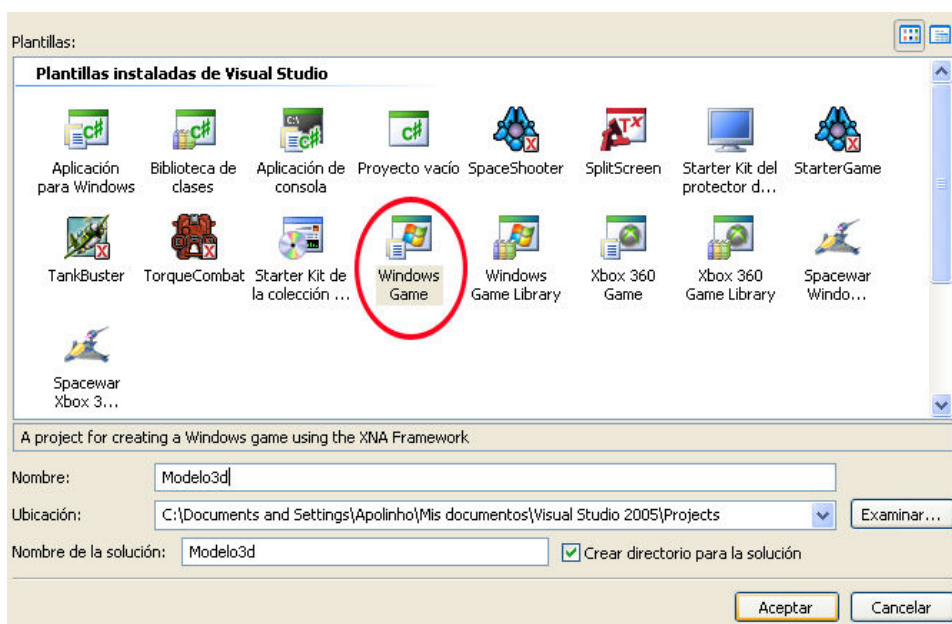 Plantillas:
Plantillas instaladas de Visual Studio
Aplicación
para Windows
Biblioteca de
clases
Aplicación de
consola
Proyecto vacío
SpaceShooter
SplitScreen
Starter Kit del
protector d...
StarterGame
TankBuster
TorqueCombat
Starter Kit de
la colección ...
Windows
Game
Windows
Game Library
Xbox 360
Game
Xbox 360
Game Library
Spacewar
Windo...
Spacewar
Xbox 3...
A project for creating a Windows game using the XNA Framework
Nombre:
Modelo3d
Ubicación:
C:\Documents and Settings\Apolinho\Mis documentos\Visual Studio 2005\Projects
Examinar...
Nombre de la solución:
Modelo3d
Crear directorio para la solución
Aceptar
Cancelar